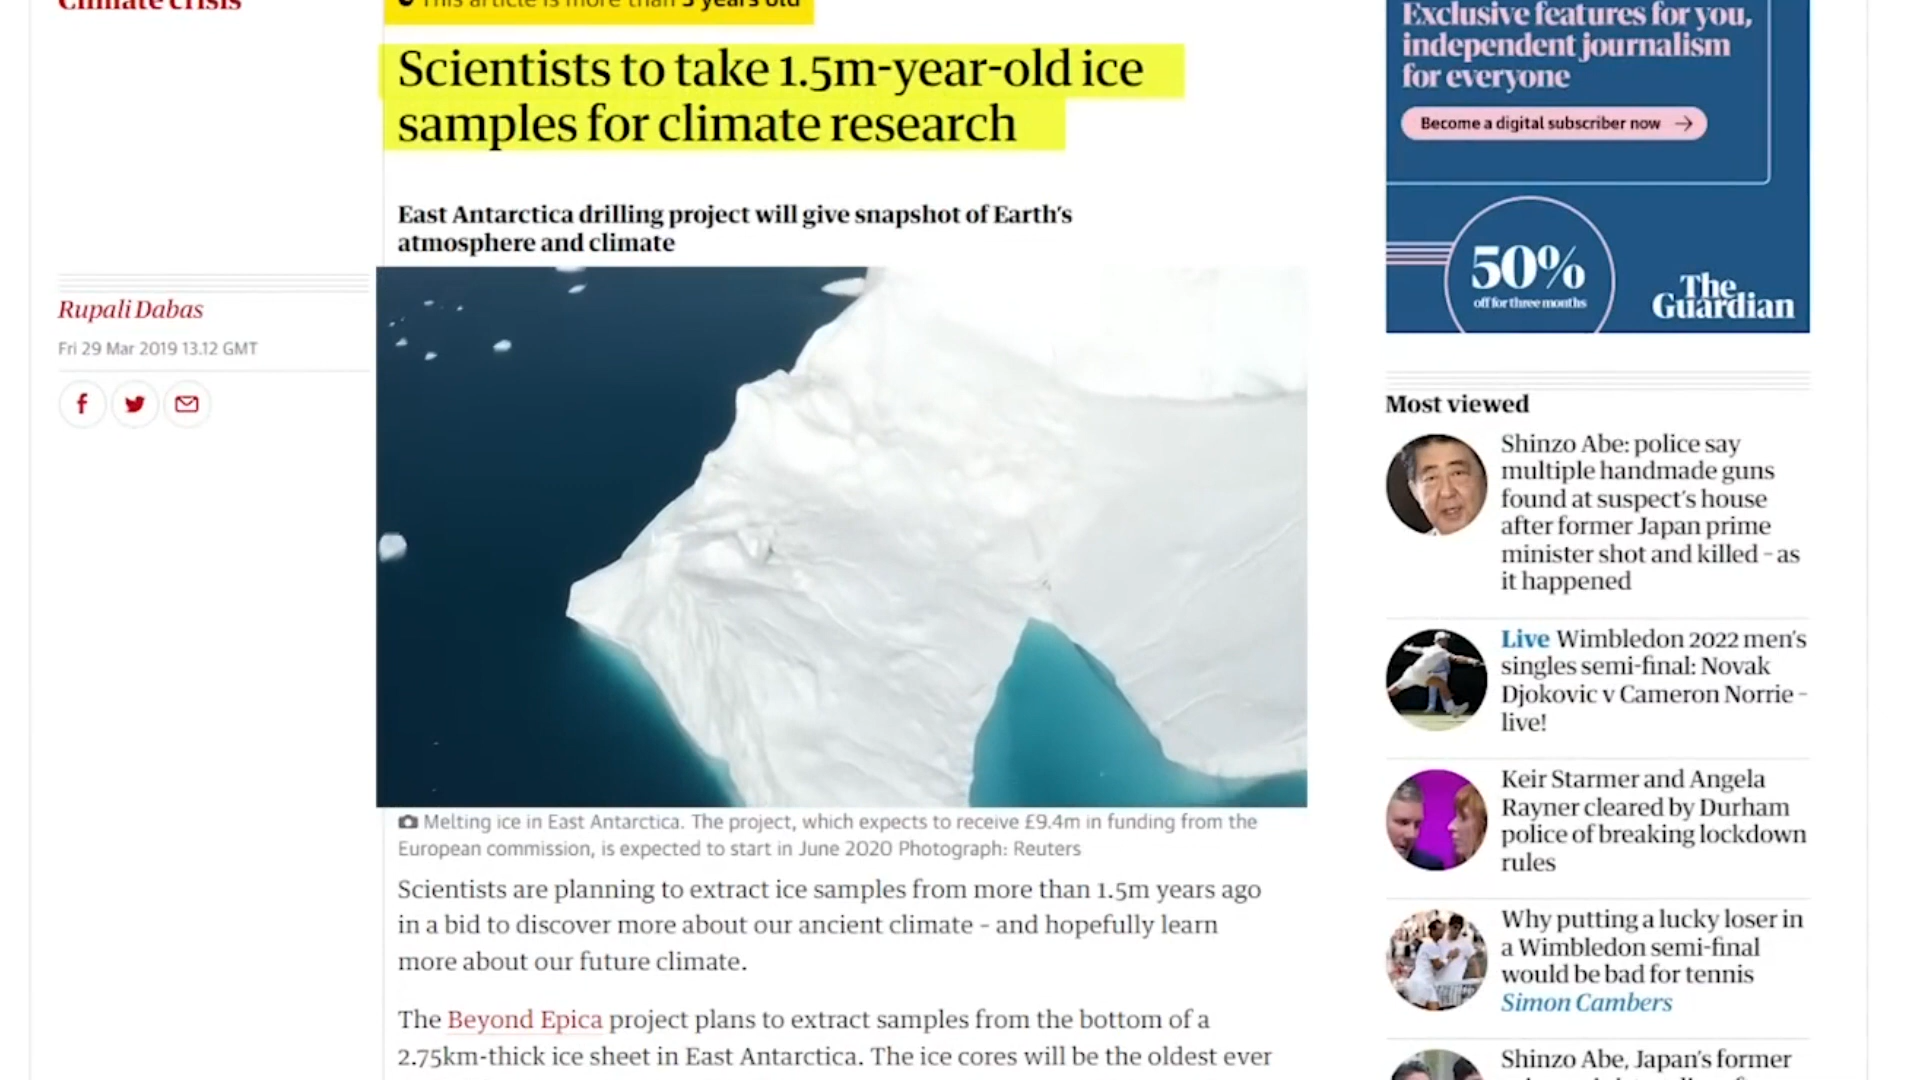 Climate crisis
This article is more than 3 years old
Scientists to take 1.5m-year-old ice
samples for climate research
East Antarctica drilling project will give snapshot of Earth's
atmosphere and climate
Rupali Dabas
Fri 29 Mar 2019 13.12 GMT
Melting ice in East Antarctica. The project, which expects to receive £9.4m in funding from the
European commission, is expected to start in June 2020 Photograph: Reuters
Scientists are planning to extract ice samples from more than 1.5m years ago
in a bid to discover more about our ancient climate – and hopefully learn
more about our future climate.
The Beyond Epica project plans to extract samples from the bottom of a
2.75km-thick ice sheet in East Antarctica. The ice cores will be the oldest ever
Exclusive features for you,
independent journalism
for everyone
Become a digital subscriber now
50%
off for three months
The
Guardian
Most viewed
Shinzo Abe: police say
multiple handmade guns
found at suspect's house
after former Japan prime
minister shot and killed – as
it happened
Live Wimbledon 2022 men's
singles semi-final: Novak
Djokovic v Cameron Norrie –
live!
Keir Starmer and Angela
Rayner cleared by Durham
police of breaking lockdown
rules
Why putting a lucky loser in
a Wimbledon semi-final
would be bad for tennis
Simon Cambers
Shinzo Abe, Japan's former